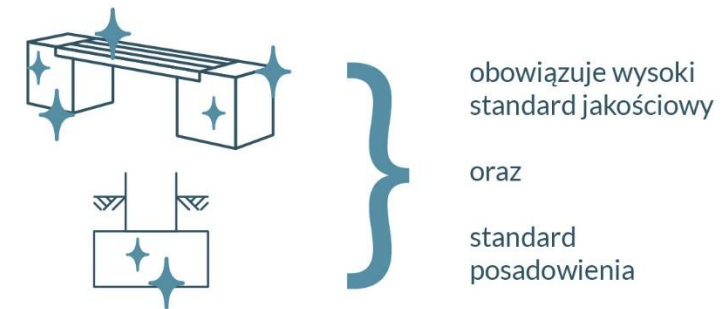 obowiązuje wysoki
standard jakościowy
oraz
standard
posadowienia